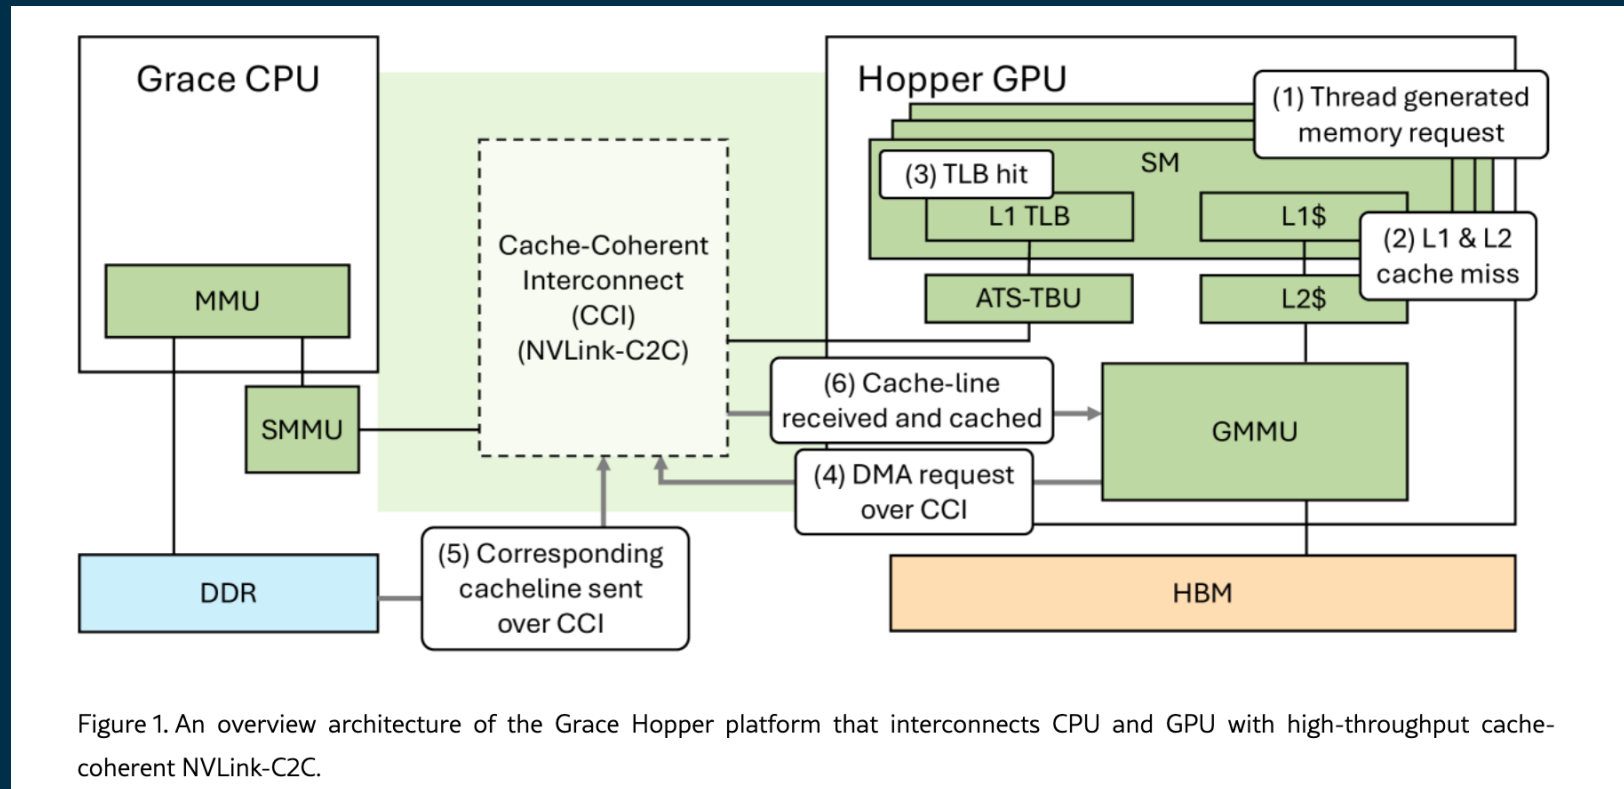 Grace CPU
MMU
SMMU
DDR
Cache-Coherent
Interconnect
(CCI)
(NVLink-C2C)
Hopper GPU
(1) Thread generated
memory request
SM
(3) TLB hit
L1 TLB
L1$
(2) L1 & L2
cache miss
ATS-TBU
L2$
(6) Cache-line
received and cached
GMMU
(4) DMA request
over CCI
(5) Corresponding
cacheline sent
over CCI
HBM
Figure 1. An overview architecture of the Grace Hopper platform that interconnects CPU and GPU with high-throughput cache-
coherent NVLink-C2C.